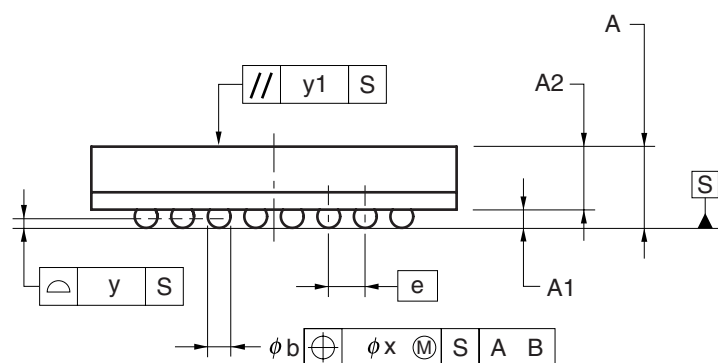 A
// y1 S
A2
S
⌓ y S
e
A1
ϕb ⌖ ϕx Ⓜ S A B